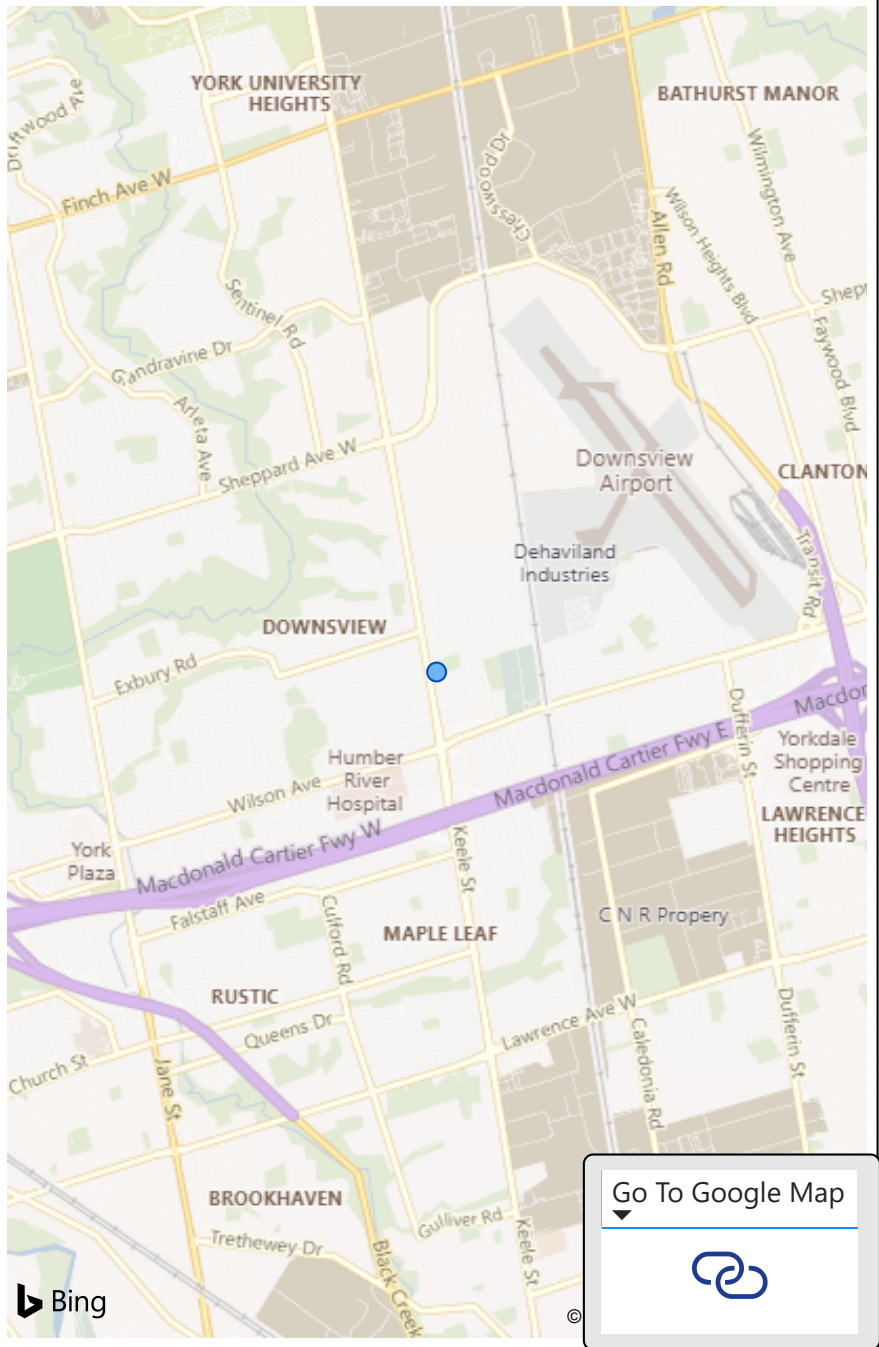 YORK UNIVERSITY
HEIGHTS
BATHURST MANOR
Driftwood Ave
Finch Ave W
Chesswood Dr
Wilmington Ave
Allen Rd
Wilson Heights Blvd
Shepp
Sentinel Rd
Faywood Blvd
Gandravine Dr
Arleta Ave
Sheppard Ave W
Downsview
Airport
CLANTON
Dehaviland
Industries
Transit Rd
DOWNSVIEW
Exbury Rd
Macdon
Dufferin St
Macdonald Cartier Fwy E
Yorkdale
Shopping
Centre
Humber
River
Hospital
Wilson Ave
LAWRENCE
HEIGHTS
York
Plaza
Macdonald Cartier Fwy W
Keele St
Falstaff Ave
Culford Rd
C N R Propery
MAPLE LEAF
RUSTIC
Queens Dr
Lawrence Ave W
Dufferin St
Church St
Jane St
Caledonia Rd
BROOKHAVEN
Gulliver Rd
Keele St
Trethewey Dr
Black Creek
Go To Google Map
Bing
©